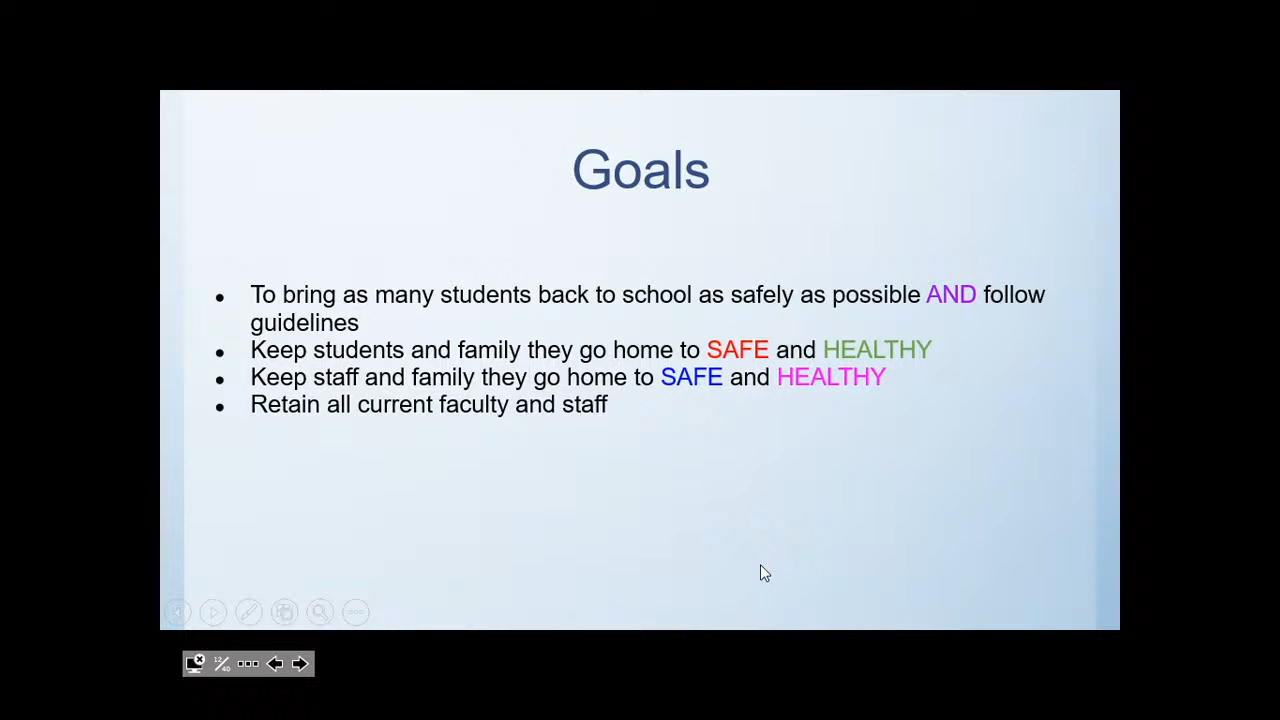 Goals
● To bring as many students back to school as safely as possible AND follow
guidelines
● Keep students and family they go home to SAFE and HEALTHY
● Keep staff and family they go home to SAFE and HEALTHY
● Retain all current faculty and staff
12/40